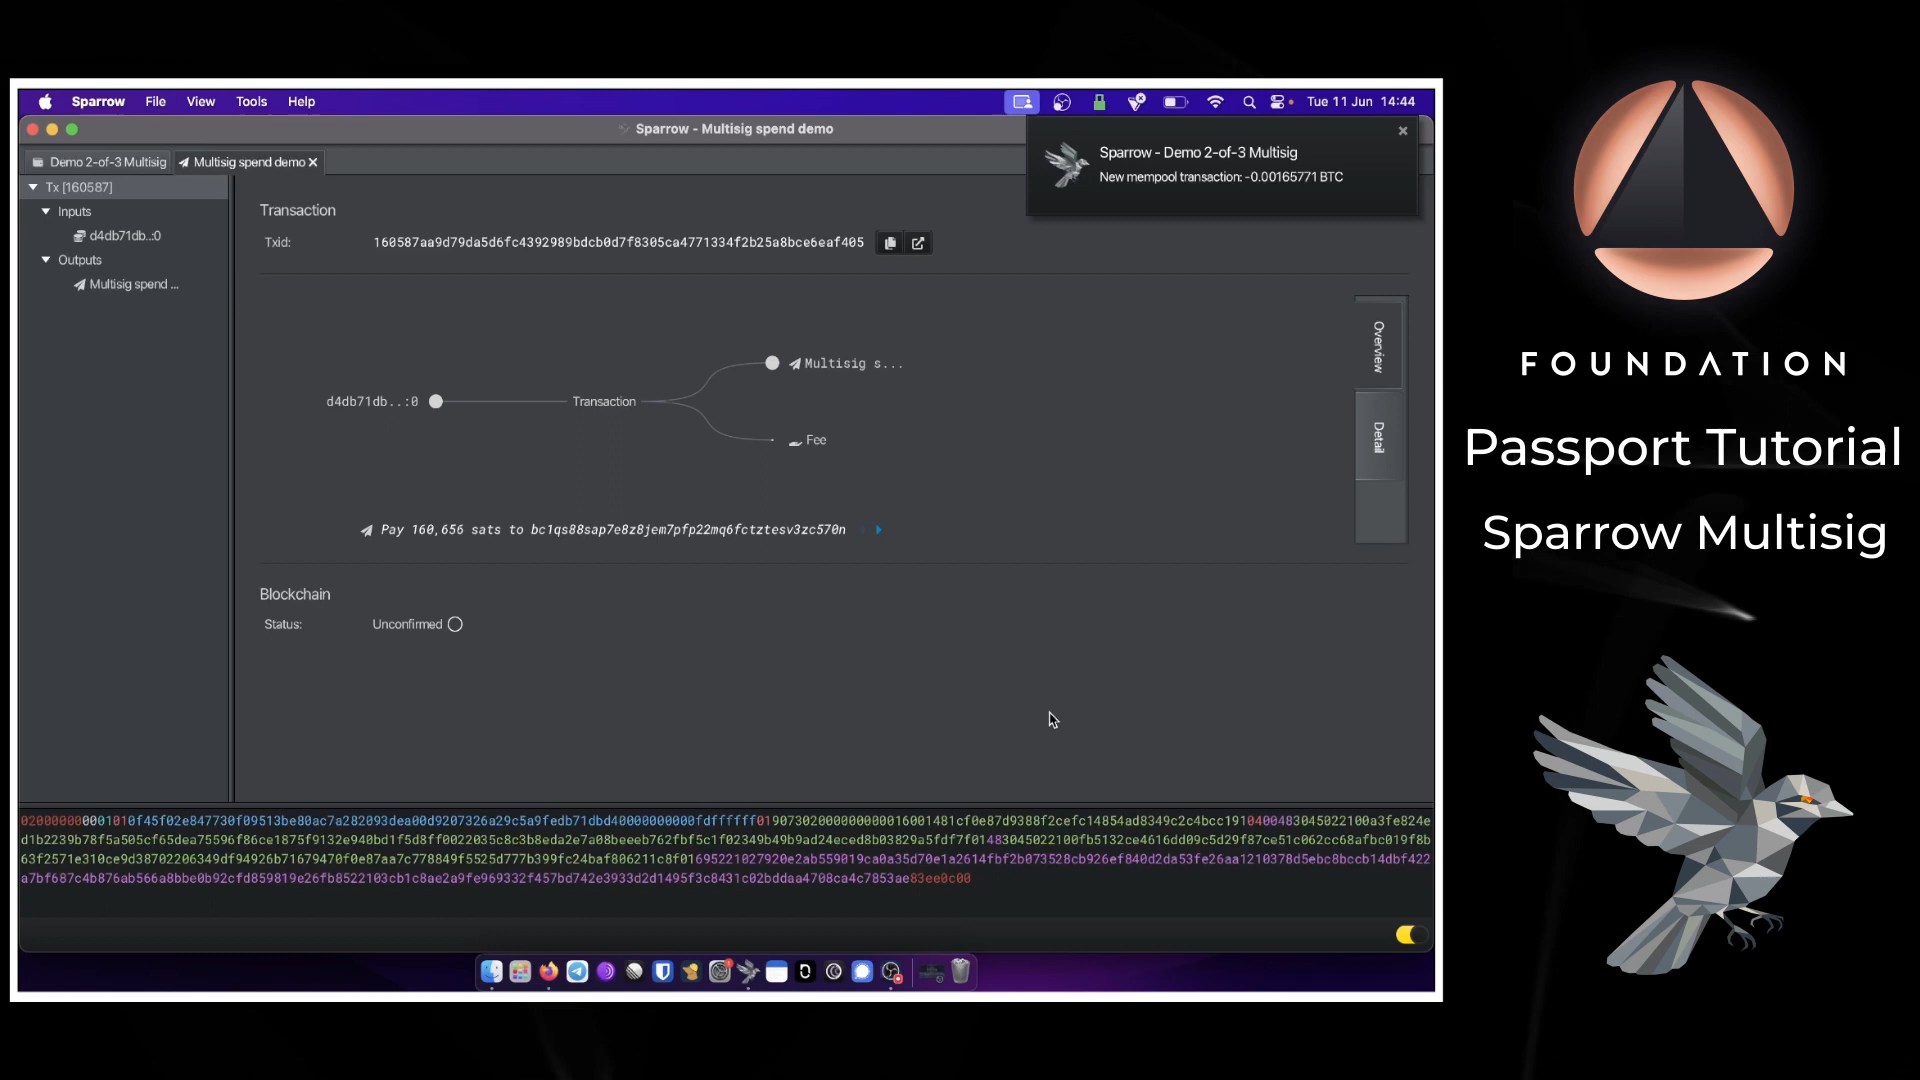 Sparrow File View Tools Help
Tue 11 Jun 14:44
Sparrow - Multisig spend demo
Demo 2-of-3 Multisig
Multisig spend demo
Sparrow - Demo 2-of-3 Multisig
New mempool transaction: -0.00165771 BTC
Tx [160587]
Inputs
d4db71db..:0
Outputs
Multisig spend ...
Transaction
Txid: 160587aa9d79da5d6fc4392989bdcb0d7f8305ca4771334f2b25a8bce6eaf405
Overview
Detail
Multisig s...
d4db71db..:0
Transaction
Fee
Pay 160,656 sats to bc1qs88sap7e8z8jem7pfp22mq6fctztesv3zc570n
Blockchain
Status: Unconfirmed
FOUNDATION
Passport Tutorial
Sparrow Multisig